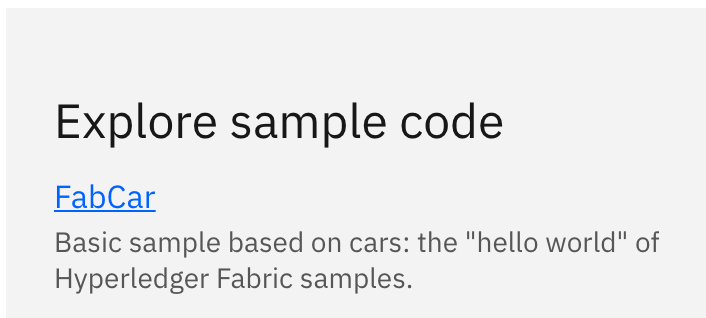 Explore sample code
FabCar
Basic sample based on cars: the "hello world" of
Hyperledger Fabric samples.